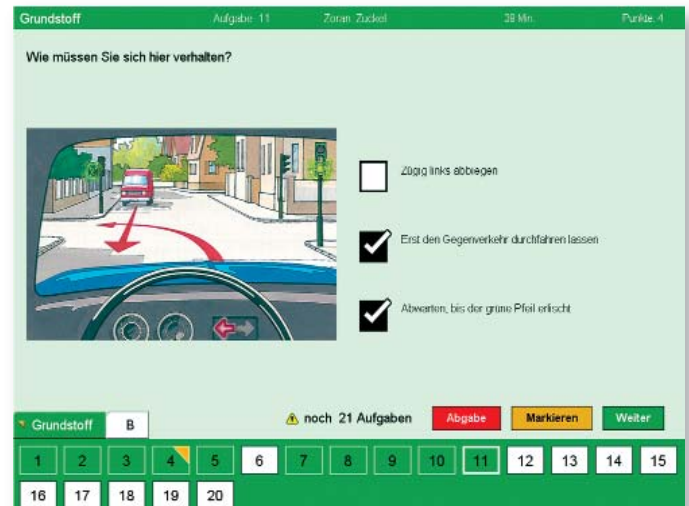 Grundstoff Aufgabe 11 Zoran Zuckel 28 Min. Punkte: 4
Wie müssen Sie sich hier verhalten?
Zügig links abbiegen
Erst den Gegenverkehr durchfahren lassen
Abwarten, bis der grüne Pfeil erlischt
Grundstoff B noch 21 Aufgaben Abgabe Markieren Weiter
1 2 3 4 5 6 7 8 9 10 11 12 13 14 15
16 17 18 19 20